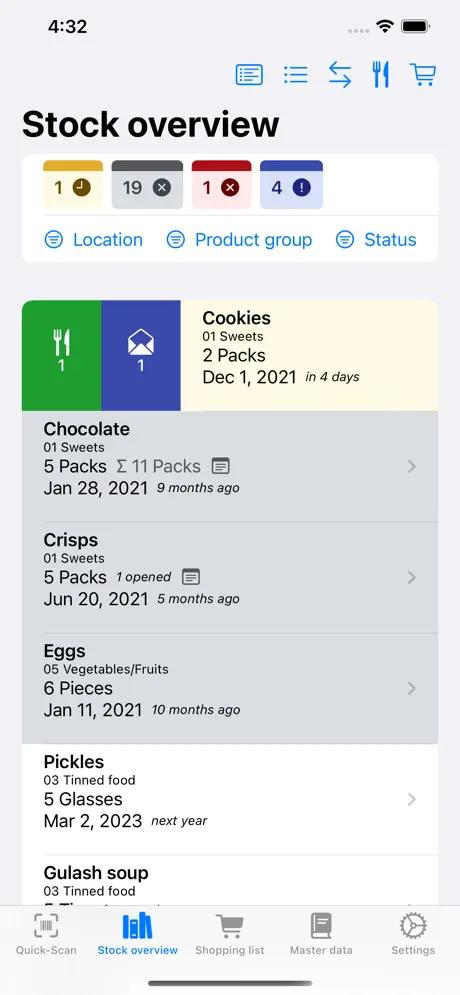 4:32
Stock overview
1 19 1 4
Location Product group Status
Cookies
01 Sweets
2 Packs
Dec 1, 2021 in 4 days
1 1
Chocolate
01 Sweets
5 Packs Σ 11 Packs
Jan 28, 2021 9 months ago
Crisps
01 Sweets
5 Packs 1 opened
Jun 20, 2021 5 months ago
Eggs
05 Vegetables/Fruits
6 Pieces
Jan 11, 2021 10 months ago
Pickles
03 Tinned food
5 Glasses
Mar 2, 2023 next year
Gulash soup
03 Tinned food
Quick-Scan Stock overview Shopping list Master data Settings